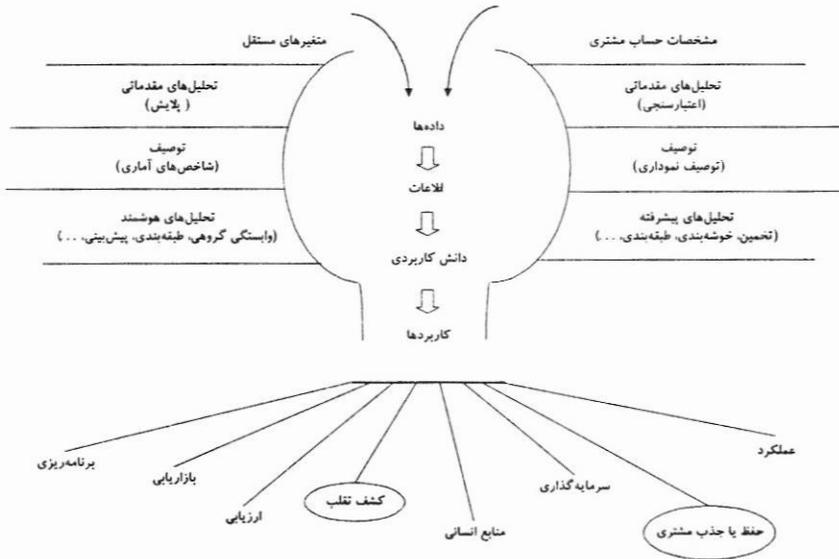 مشخصات حساب مشتری
متغیرهای مستقل
تحلیل‌های مقدماتی
(اعتبارسنجی)
تحلیل‌های مقدماتی
( پلایش)
داده‌ها
توصیف
(توصیف نموداری)
توصیف
(شاخص‌های آماری)
اطلاعات
تحلیل‌های پیشرفته
(تخمین، خوشه‌بندی، طبقه‌بندی، . . .)
تحلیل‌های هوشمند
(وابستگی گروهی، طبقه‌بندی، پیش‌بینی، . . .)
دانش کاربردی
کاربردها
عملکرد
حفظ یا جذب مشتری
سرمایه‌گذاری
منابع انسانی
کشف تقلب
ارزیابی
بازاریابی
برنامه‌ریزی